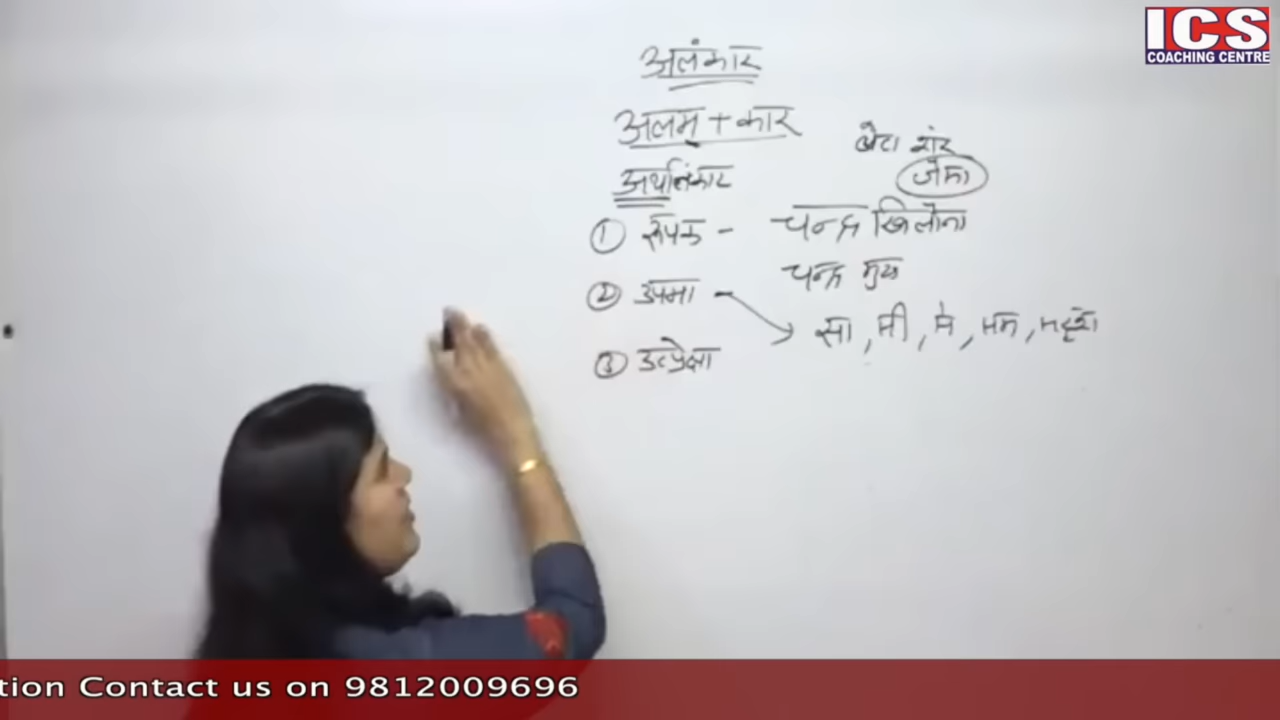 ICS
COACHING CENTRE
अलंकार
अलम् + कार
बेटा शेर
अर्थालंकार
जैसा
① रूपक - चन्द्र खिलौना
चन्द्र मुख
② उपमा - सा, सी, से, सम, सदृश
③ उत्प्रेक्षा
tion Contact us on 9812009696